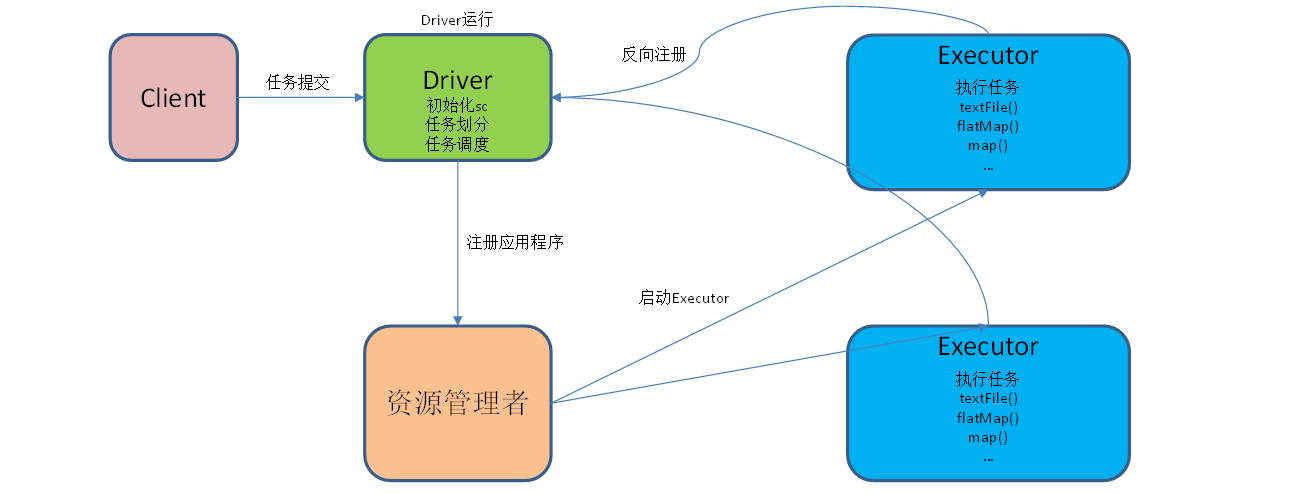 Driver运行
Client
任务提交
Driver
初始化sc
任务划分
任务调度
反向注册
Executor
执行任务
textFile()
flatMap()
map()
...
注册应用程序
启动Executor
资源管理者
Executor
执行任务
textFile()
flatMap()
map()
...